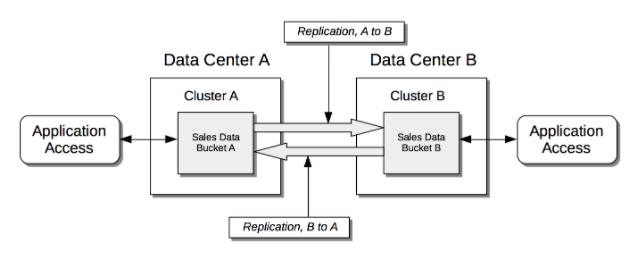 Replication, A to B
Data Center A
Data Center B
Cluster A
Cluster B
Application
Access
Sales Data
Bucket A
Sales Data
Bucket B
Application
Access
Replication, B to A